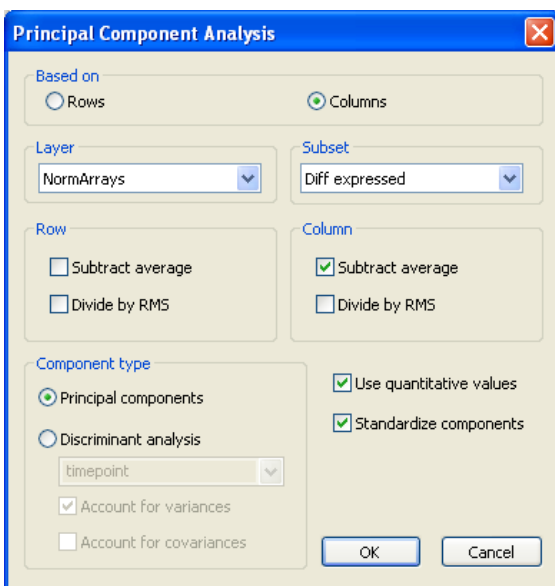 Principal Component Analysis
Based on
Rows
Columns
Layer
NormArrays
Subset
Diff expressed
Row
Subtract average
Divide by RMS
Column
Subtract average
Divide by RMS
Component type
Principal components
Discriminant analysis
timepoint
Account for variances
Account for covariances
Use quantitative values
Standardize components
OK
Cancel